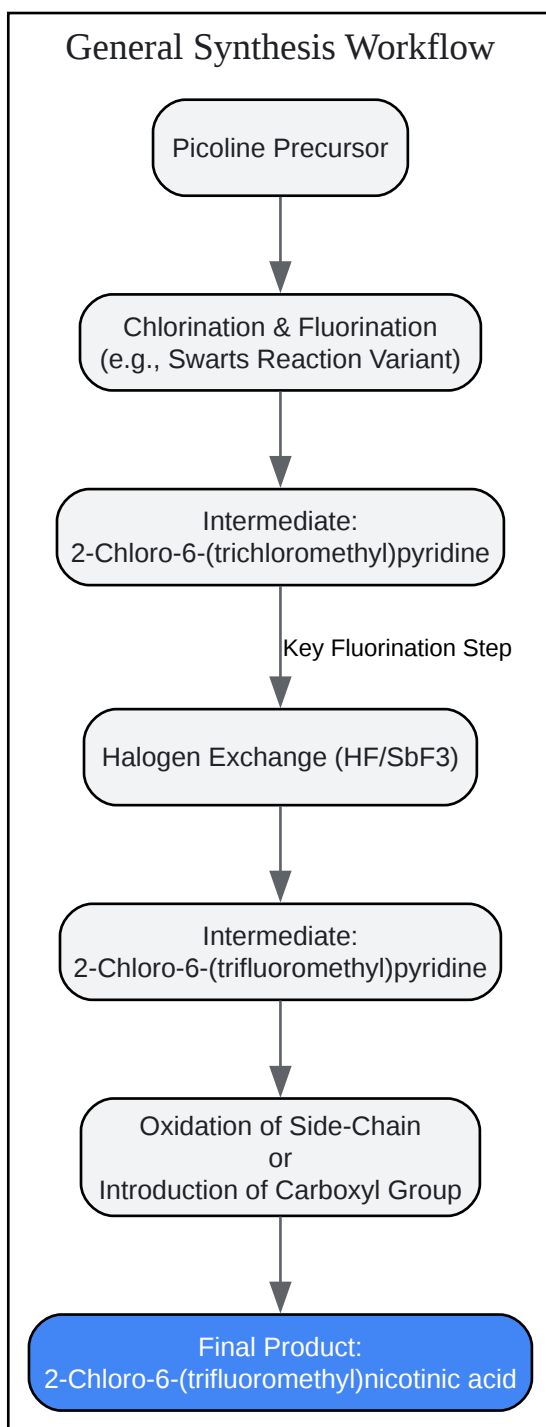 General Synthesis Workflow
Picoline Precursor
Chlorination & Fluorination
(e.g., Swarts Reaction Variant)
Intermediate:
2-Chloro-6-(trichloromethyl)pyridine
Key Fluorination Step
Halogen Exchange (HF/SbF3)
Intermediate:
2-Chloro-6-(trifluoromethyl)pyridine
Oxidation of Side-Chain
or
Introduction of Carboxyl Group
Final Product:
2-Chloro-6-(trifluoromethyl)nicotinic acid